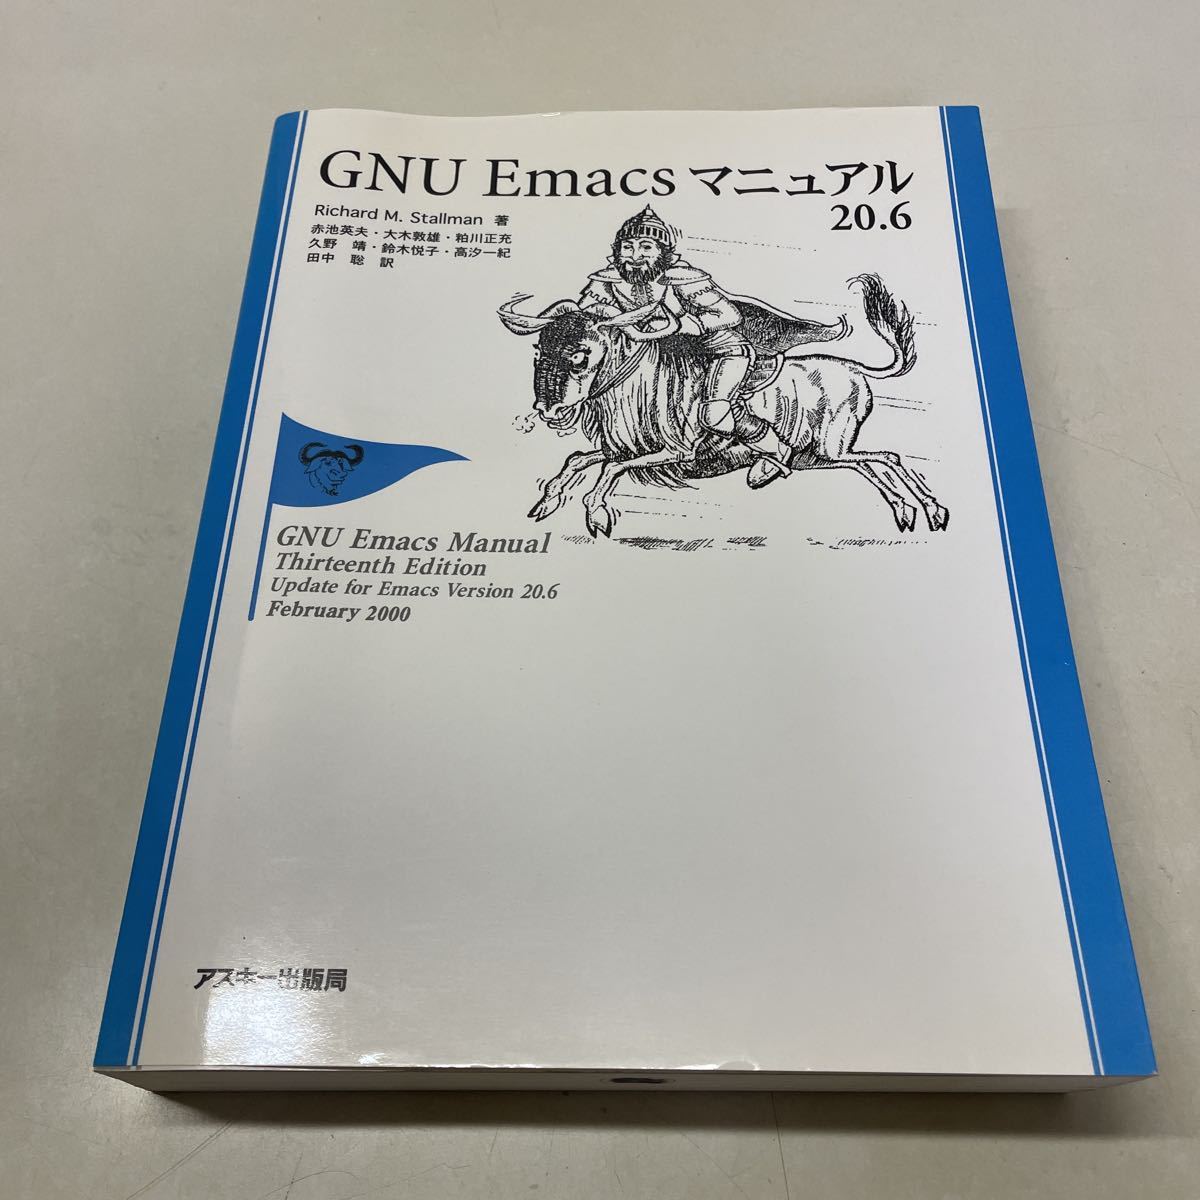 GNU Emacs マニュアル
20.6
Richard M. Stallman 著
赤池英夫・大木敦雄・粕川正充
久野 靖・鈴木悦子・高汐一紀
田中 聡 訳
GNU Emacs Manual
Thirteenth Edition
Update for Emacs Version 20.6
February 2000
アスキー出版局